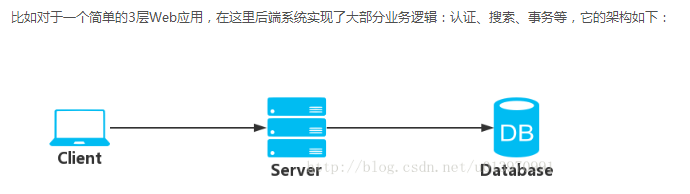 比如对于一个简单的3层Web应用，在这里后端系统实现了大部分业务逻辑：认证、搜索、事务等，它的架构如下：
DB
Client
Server
Database
http://blog.csdn.net/